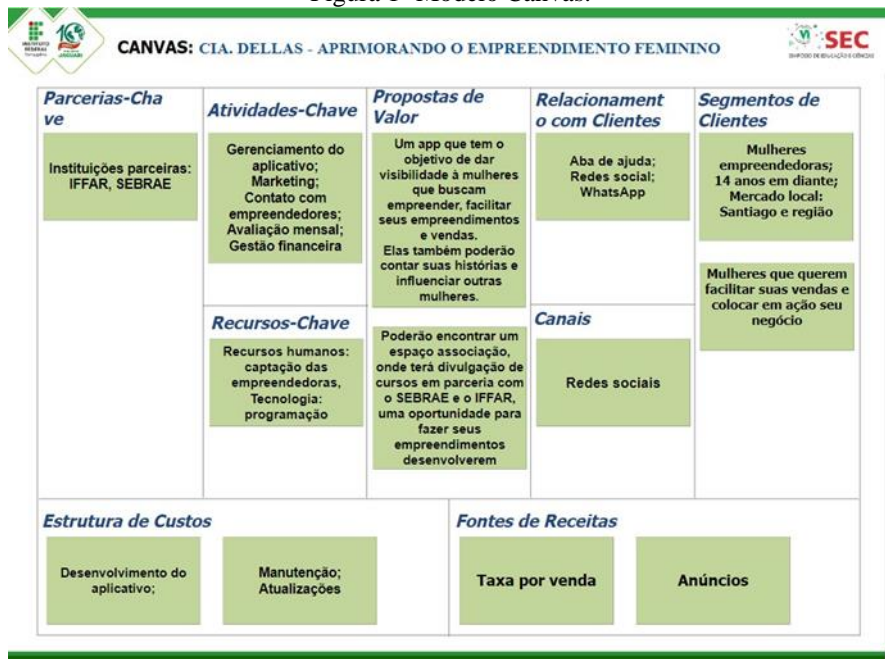 CANVAS: CIA. DELLAS - APRIMORANDO O EMPREENDIMENTO FEMININO
INSTITUTO
FEDERAL
JAGUARI
VI SEC
Parcerias-Cha
ve
Instituições parceiras:
IFFAR, SEBRAE
Atividades-Chave
Gerenciamento do
aplicativo;
Marketing;
Contato com
empreendedores;
Avaliação mensal;
Gestão financeira
Recursos-Chave
Recursos humanos:
captação das
empreendedoras,
Tecnologia:
programação
Propostas de
Valor
Um app que tem o
objetivo de dar
visibilidade à mulheres
que buscam
empreender, facilitar
seus empreendimentos
e vendas.
Elas também poderão
contar suas histórias e
influenciar outras
mulheres.
Poderão encontrar um
espaço associação,
onde terá divulgação de
cursos em parceria com
o SEBRAE e o IFFAR,
uma oportunidade para
fazer seus
empreendimentos
desenvolverem
Relacionament
o com Clientes
Aba de ajuda;
Redes social;
WhatsApp
Canais
Redes sociais
Segmentos de
Clientes
Mulheres
empreendedoras;
14 anos em diante;
Mercado local:
Santiago e região
Mulheres que querem
facilitar suas vendas e
colocar em ação seu
negócio
Estrutura de Custos
Desenvolvimento do
aplicativo;
Manutenção;
Atualizações
Fontes de Receitas
Taxa por venda
Anúncios